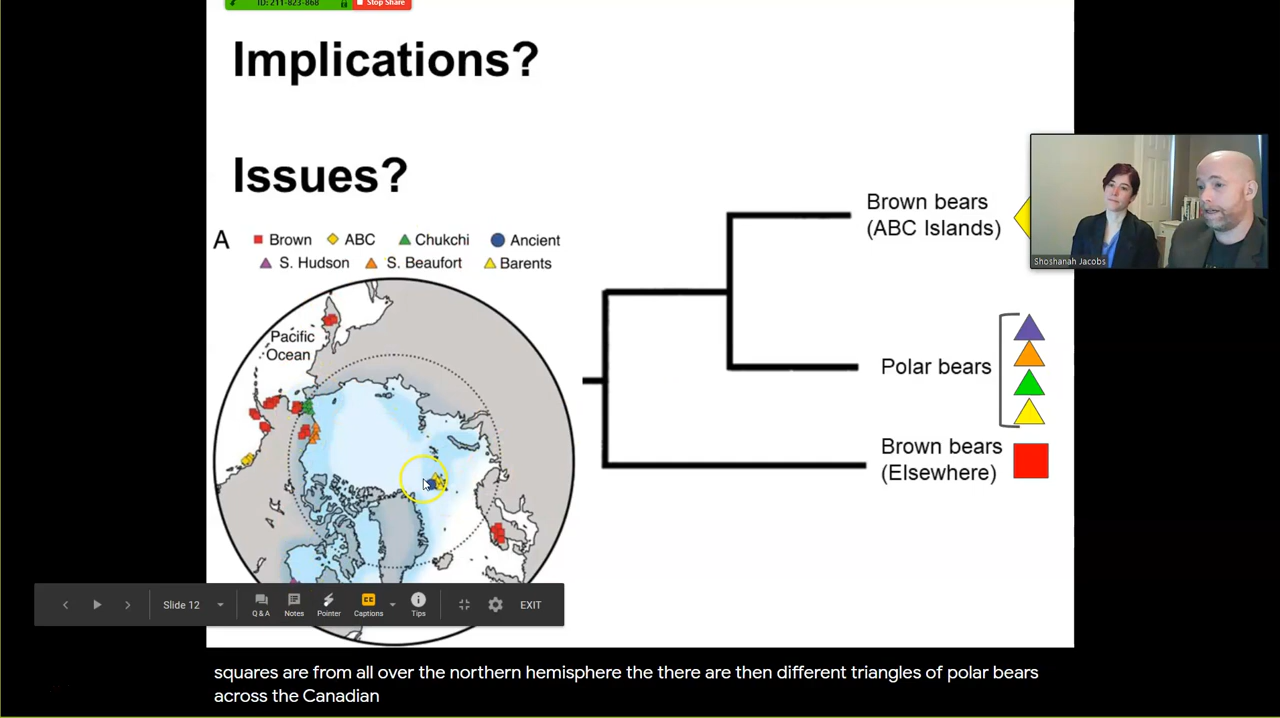 ID: 211-823-868
Stop Share
Implications?
Issues?
A
Brown ABC Chukchi Ancient
S. Hudson S. Beaufort Barents
Pacific
Ocean
Brown bears
(ABC Islands)
Polar bears
Brown bears
(Elsewhere)
Shoshanah Jacobs
Slide 12
Q & A
Notes
Pointer
Captions
Tips
EXIT
squares are from all over the northern hemisphere the there are then different triangles of polar bears
across the Canadian